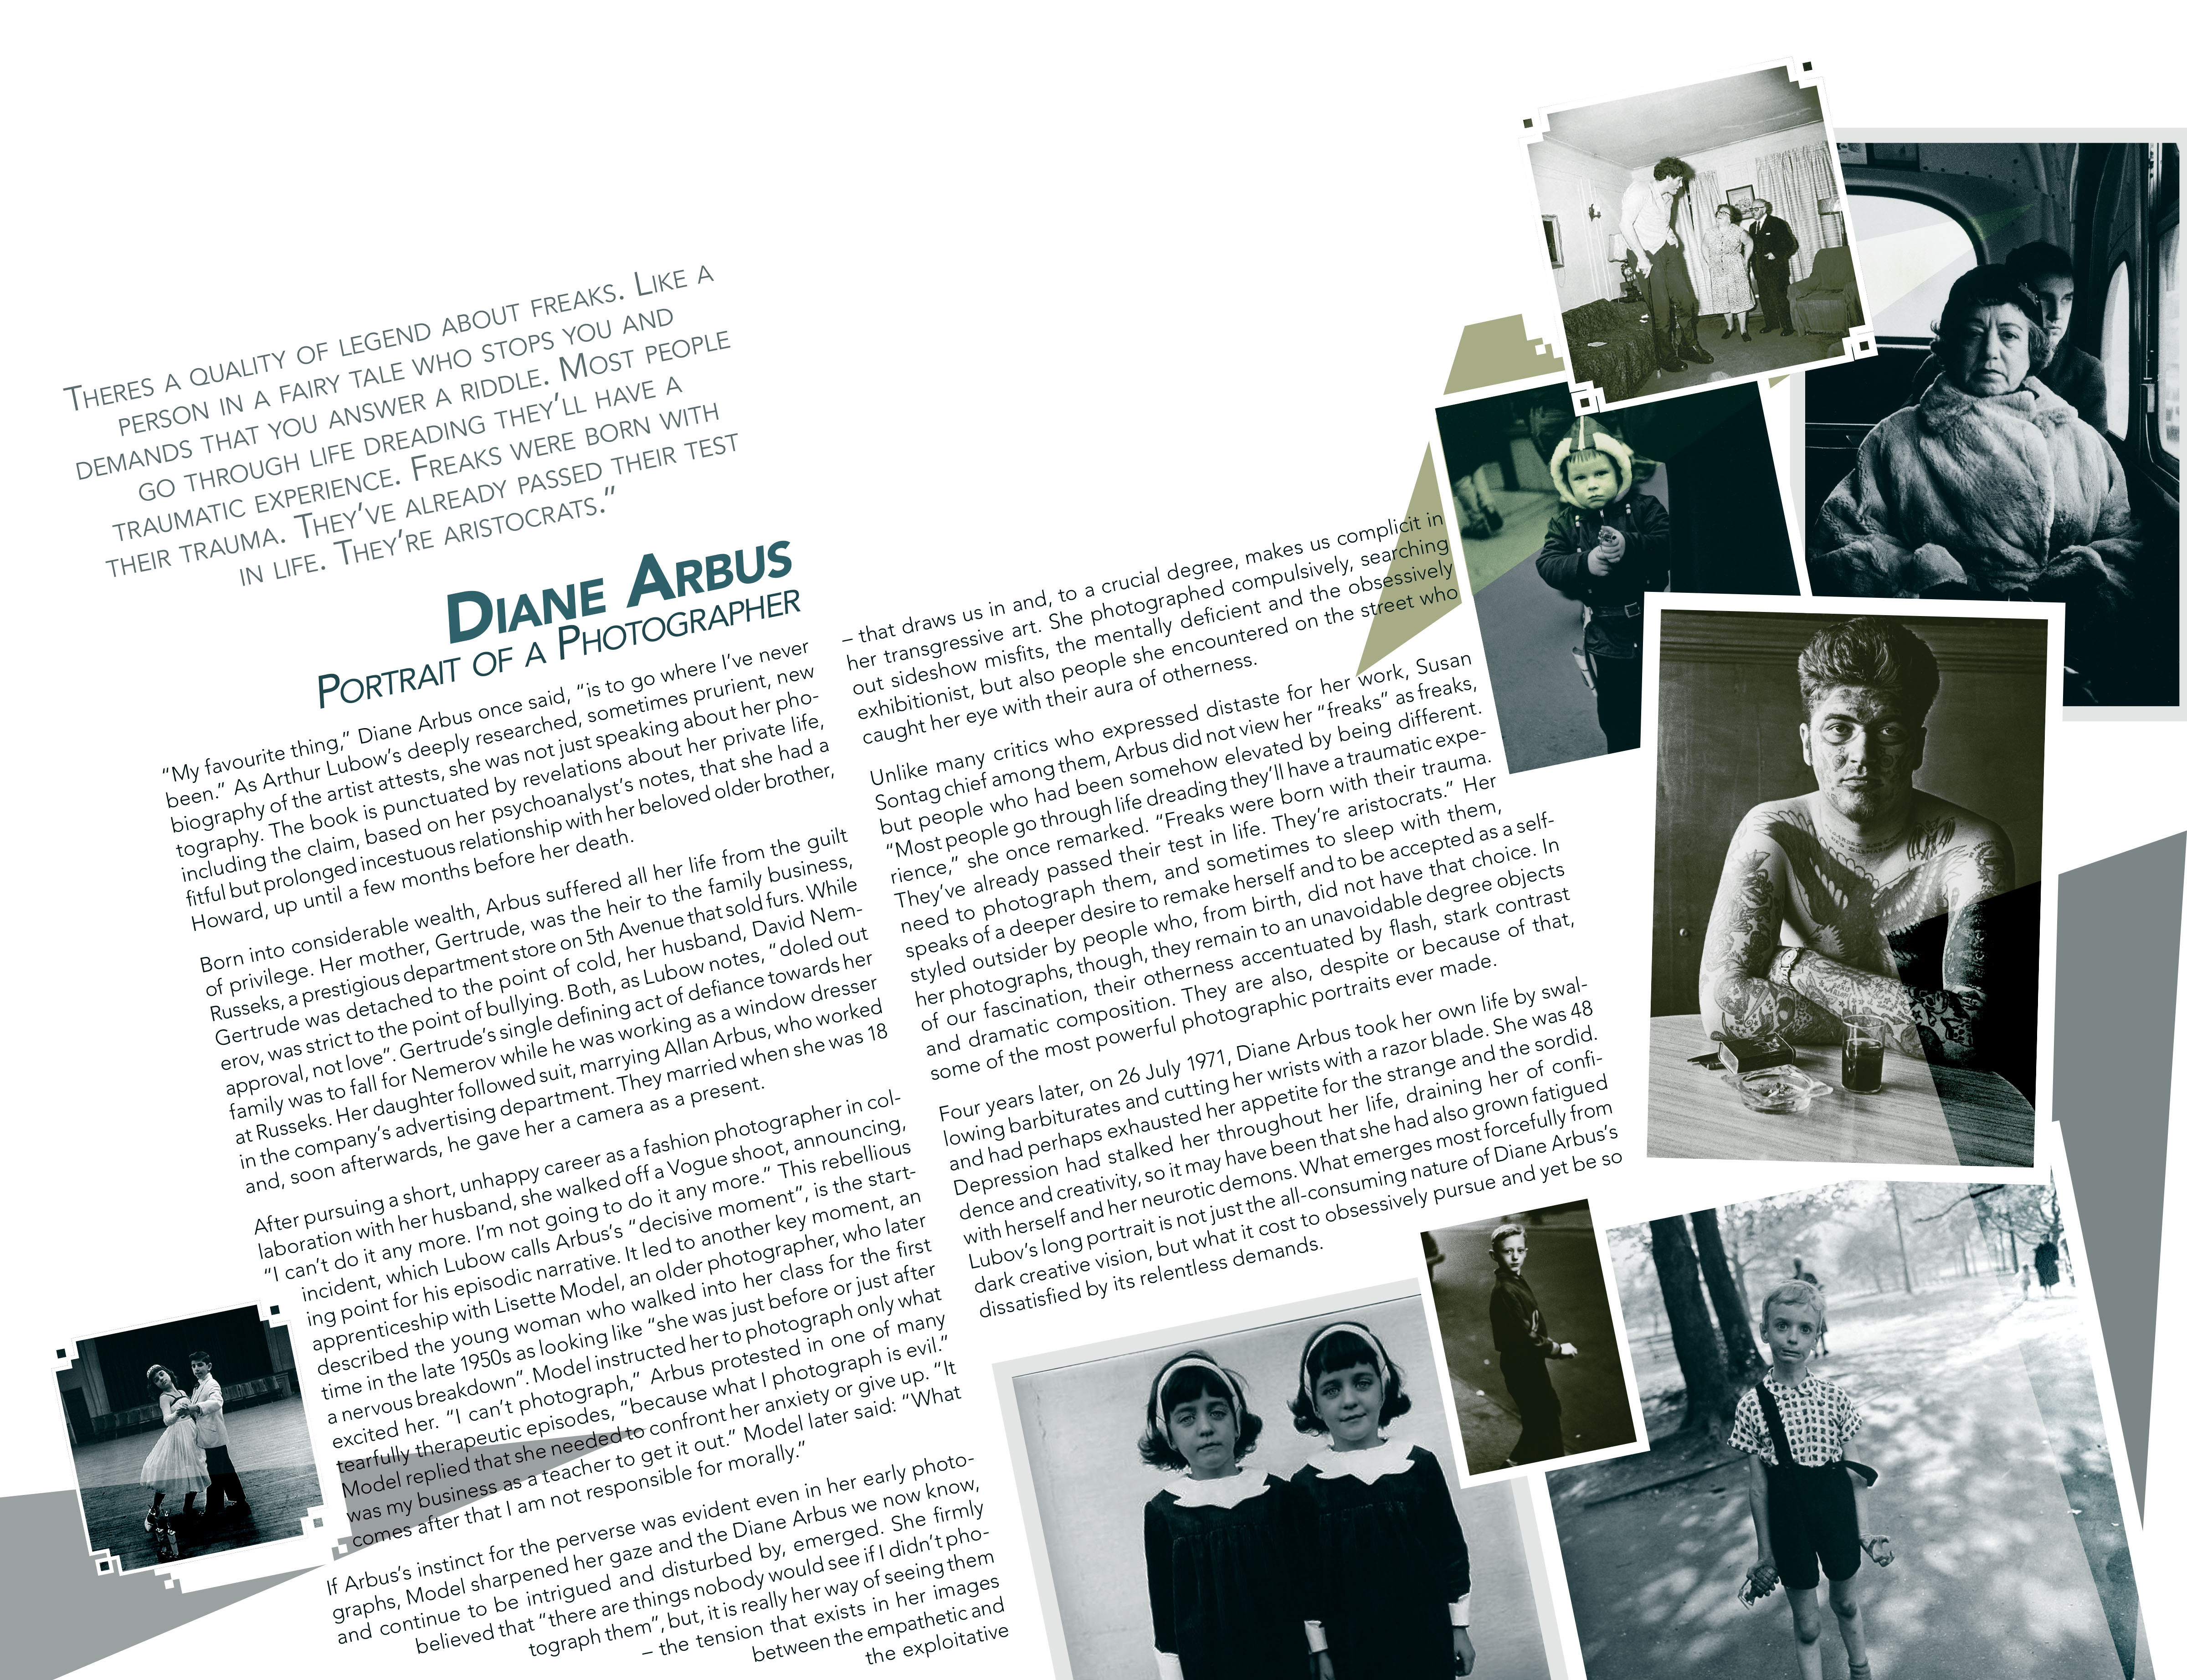 THERES A QUALITY OF LEGEND ABOUT FREAKS. LIKE A
PERSON IN A FAIRY TALE WHO STOPS YOU AND
DEMANDS THAT YOU ANSWER A RIDDLE. MOST PEOPLE
GO THROUGH LIFE DREADING THEY’LL HAVE A
TRAUMATIC EXPERIENCE. FREAKS WERE BORN WITH
THEIR TRAUMA. THEY’VE ALREADY PASSED THEIR TEST
IN LIFE. THEY’RE ARISTOCRATS.”
DIANE ARBUS
PORTRAIT OF A PHOTOGRAPHER
“My favourite thing,” Diane Arbus once said, “is to go where I’ve never
been.” As Arthur Lubow’s deeply researched, sometimes prurient, new
biography of the artist attests, she was not just speaking about her pho-
tography. The book is punctuated by revelations about her private life,
including the claim, based on her psychoanalyst’s notes, that she had a
fitful but prolonged incestuous relationship with her beloved older brother,
Howard, up until a few months before her death.
Born into considerable wealth, Arbus suffered all her life from the guilt
of privilege. Her mother, Gertrude, was the heir to the family business,
Russeks, a prestigious department store on 5th Avenue that sold furs. While
Gertrude was detached to the point of cold, her husband, David Nem-
erov, was strict to the point of bullying. Both, as Lubow notes, “doled out
approval, not love”. Gertrude’s single defining act of defiance towards her
family was to fall for Nemerov while he was working as a window dresser
at Russeks. Her daughter followed suit, marrying Allan Arbus, who worked
in the company’s advertising department. They married when she was 18
and, soon afterwards, he gave her a camera as a present.
After pursuing a short, unhappy career as a fashion photographer in col-
laboration with her husband, she walked off a Vogue shoot, announcing,
“I can’t do it any more. I’m not going to do it any more.” This rebellious
incident, which Lubow calls Arbus’s “decisive moment”, is the start-
ing point for his episodic narrative. It led to another key moment, an
apprenticeship with Lisette Model, an older photographer, who later
described the young woman who walked into her class for the first
time in the late 1950s as looking like “she was just before or just after
a nervous breakdown”. Model instructed her to photograph only what
excited her. “I can’t photograph,” Arbus protested in one of many
tearfully therapeutic episodes, “because what I photograph is evil.”
Model replied that she needed to confront her anxiety or give up. “It
was my business as a teacher to get it out.” Model later said: “What
comes after that I am not responsible for morally.”
If Arbus’s instinct for the perverse was evident even in her early photo-
graphs, Model sharpened her gaze and the Diane Arbus we now know,
and continue to be intrigued and disturbed by, emerged. She firmly
believed that “there are things nobody would see if I didn’t pho-
tograph them”, but, it is really her way of seeing them
– the tension that exists in her images
between the empathetic and
the exploitative
– that draws us in and, to a crucial degree, makes us complicit in
her transgressive art. She photographed compulsively, searching
out sideshow misfits, the mentally deficient and the obsessively
exhibitionist, but also people she encountered on the street who
caught her eye with their aura of otherness.
Unlike many critics who expressed distaste for her work, Susan
Sontag chief among them, Arbus did not view her “freaks” as freaks,
but people who had been somehow elevated by being different.
“Most people go through life dreading they’ll have a traumatic expe-
rience,” she once remarked. “Freaks were born with their trauma.
They’ve already passed their test in life. They’re aristocrats.” Her
need to photograph them, and sometimes to sleep with them,
speaks of a deeper desire to remake herself and to be accepted as a self-
styled outsider by people who, from birth, did not have that choice. In
her photographs, though, they remain to an unavoidable degree objects
of our fascination, their otherness accentuated by flash, stark contrast
and dramatic composition. They are also, despite or because of that,
some of the most powerful photographic portraits ever made.
Four years later, on 26 July 1971, Diane Arbus took her own life by swal-
lowing barbiturates and cutting her wrists with a razor blade. She was 48
and had perhaps exhausted her appetite for the strange and the sordid.
Depression had stalked her throughout her life, draining her of confi-
dence and creativity, so it may have been that she had also grown fatigued
with herself and her neurotic demons. What emerges most forcefully from
Lubov’s long portrait is not just the all-consuming nature of Diane Arbus’s
dark creative vision, but what it cost to obsessively pursue and yet be so
dissatisfied by its relentless demands.